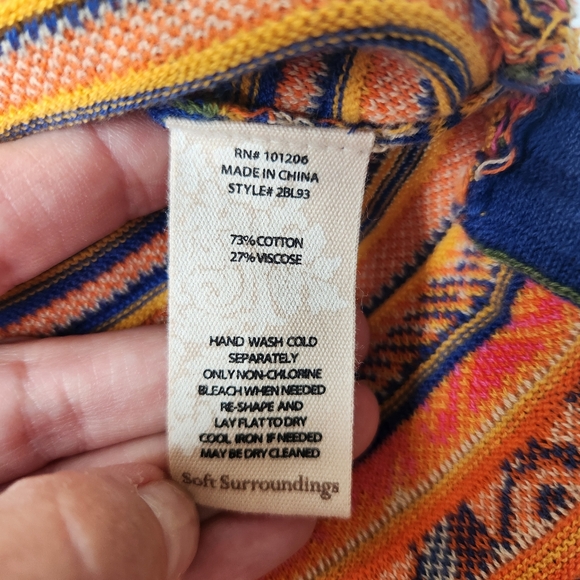 RN# 101206
MADE IN CHINA
STYLE# 2BL93
73% COTTON
27% VISCOSE
HAND WASH COLD
SEPARATELY
ONLY NON-CHLORINE
BLEACH WHEN NEEDED
RE-SHAPE AND
LAY FLAT TO DRY
COOL IRON IF NEEDED
MAY BE DRY CLEANED
Soft Surroundings